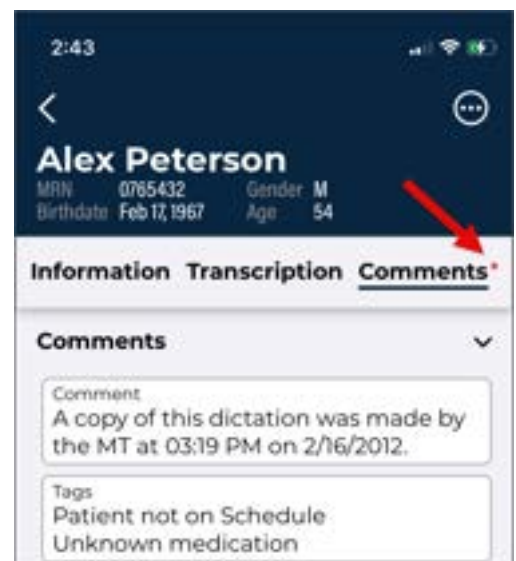 2:43
Alex Peterson
MRN 0765432 Gender M
Birthdate Feb 17, 1967 Age 54
Information Transcription Comments*
Comments
Comment
A copy of this dictation was made by
the MT at 03:19 PM on 2/16/2012.
Tags
Patient not on Schedule
Unknown medication